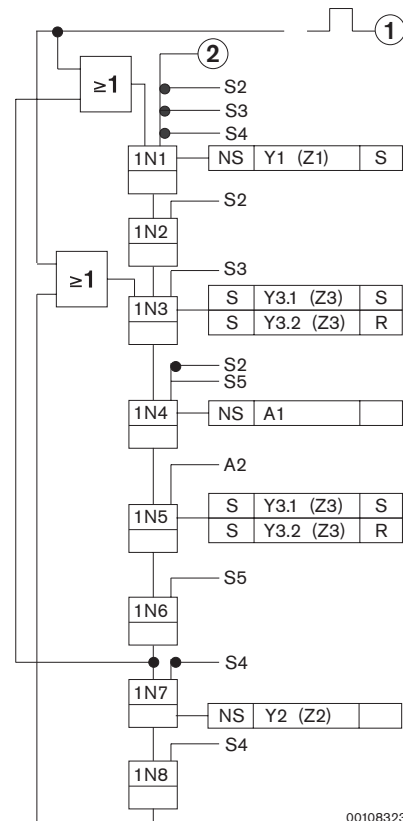 1
2
≥1
S2
S3
S4
1N1 NS Y1 (Z1) S
S2
1N2
≥1
S3
1N3 S Y3.1 (Z3) S
S Y3.2 (Z3) R
S2
S5
1N4 NS A1
A2
1N5 S Y3.1 (Z3) S
S Y3.2 (Z3) R
S5
1N6
S4
1N7
NS Y2 (Z2)
S4
1N8
00108323